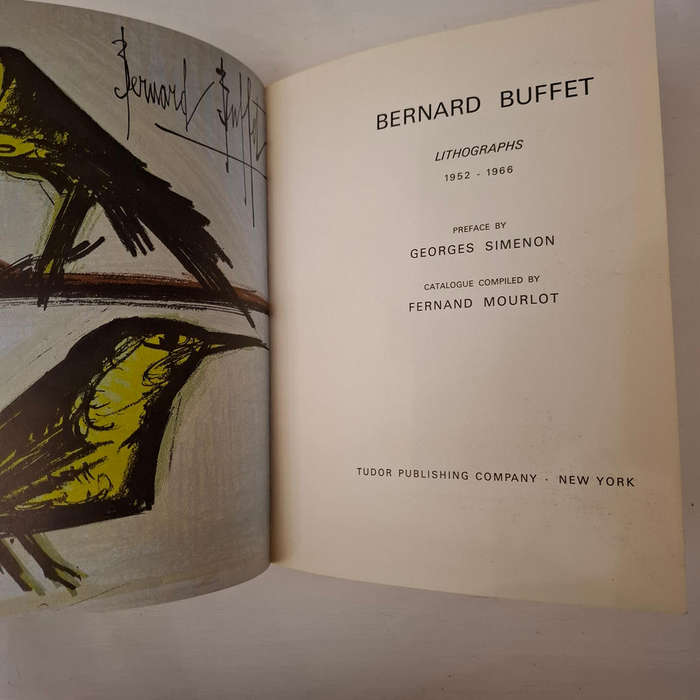 Bernard Buffet
BERNARD BUFFET
LITHOGRAPHS
1952 - 1966
PREFACE BY
GEORGES SIMENON
CATALOGUE COMPILED BY
FERNAND MOURLOT
TUDOR PUBLISHING COMPANY · NEW YORK